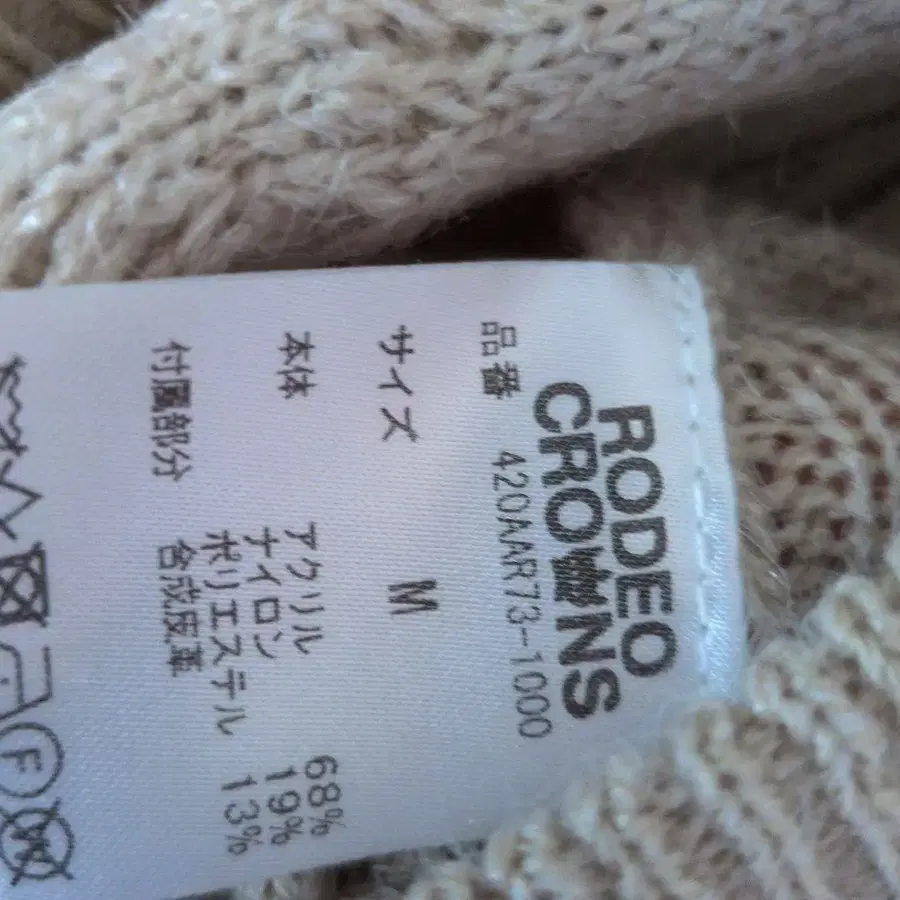 RODEO
CROWNS
品番 420AAR73-1000
サイズ M
本体 アクリル 68%
ナイロン 19%
ポリエステル 13%
付属部分 合成皮革
F
W